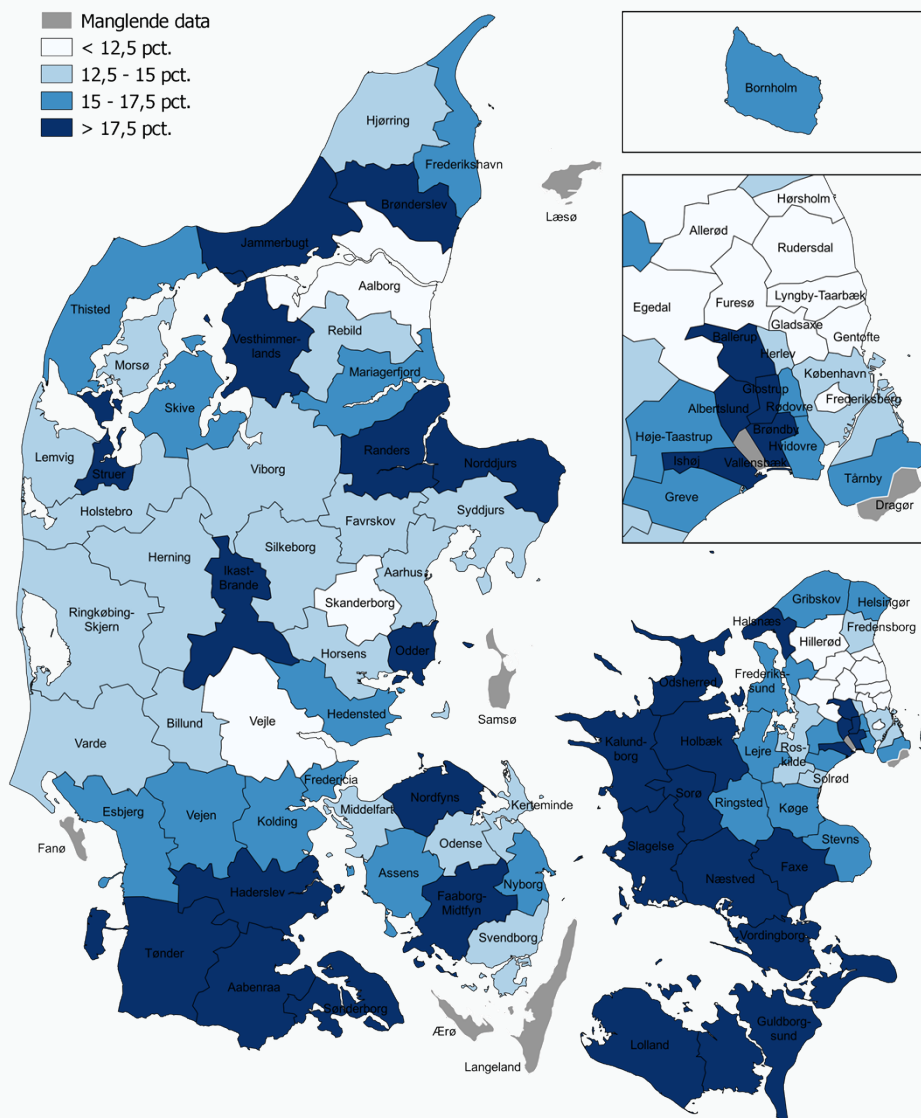 Manglende data
< 12,5 pct.
12,5 - 15 pct.
15 - 17,5 pct.
> 17,5 pct.
Hjørring
Frederikshavn
Brønderslev
Læsø
Jammerbugt
Aalborg
Thisted
Vesthimmer-
lands
Rebild
Morsø
Mariagerfjord
Skive
Randers
Norddjurs
Lemvig
Struer
Viborg
Holstebro
Favrskov
Syddjurs
Herning
Silkeborg
Ikast-
Brande
Aarhus
Skanderborg
Ringkøbing-
Skjern
Horsens
Odder
Samsø
Hedensted
Billund
Vejle
Varde
Fredericia
Esbjerg
Vejen
Kolding
Fanø
Haderslev
Tønder
Aabenraa
Sønderborg
Middelfart
Nordfyns
Kerteminde
Odense
Assens
Nyborg
Faaborg-
Midtfyn
Svendborg
Ærø
Langeland
Bornholm
Hørsholm
Allerød
Rudersdal
Egedal
Furesø
Lyngby-Taarbæk
Gladsaxe
Gentofte
Ballerup
Herlev
København
Glostrup
Frederiksberg
Albertslund
Rødovre
Brøndby
Høje-Taastrup
Hvidovre
Ishøj
Vallensbæk
Tårnby
Greve
Dragør
Gribskov
Helsingør
Halsnæs
Fredensborg
Hillerød
Odsherred
Frederiks-
sund
Kalund-
borg
Holbæk
Lejre
Ros-
kilde
Solrød
Sorø
Ringsted
Køge
Slagelse
Stevns
Næstved
Faxe
Vordingborg
Guldborg-
sund
Lolland